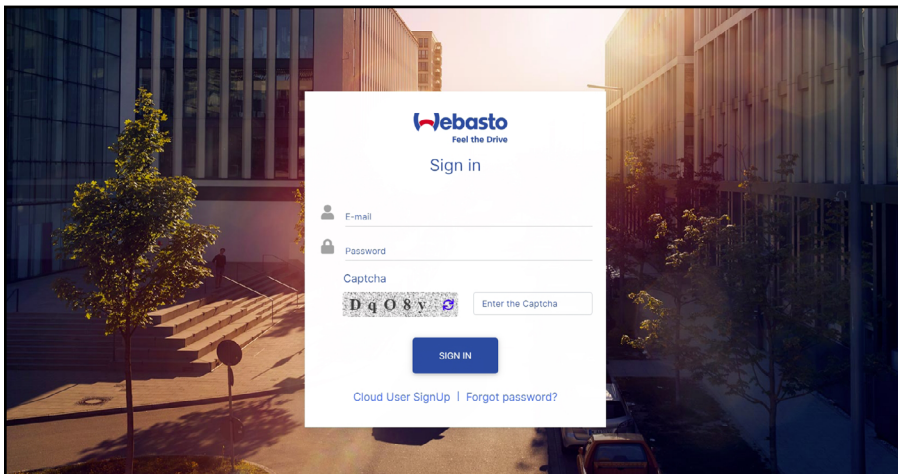 Webasto
Feel the Drive
Sign in
E-mail
Password
Captcha
DqO8y
Enter the Captcha
SIGN IN
Cloud User SignUp | Forgot password?